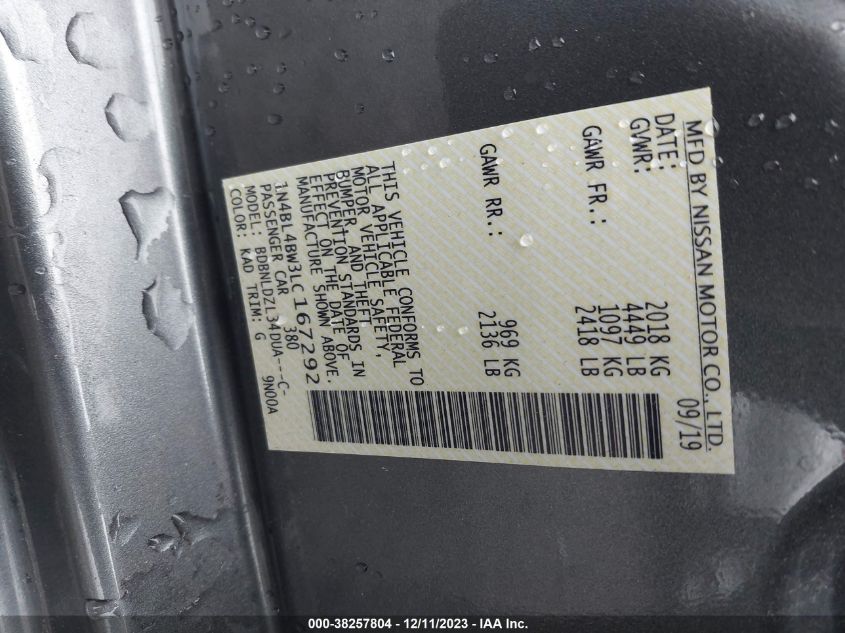 MFD BY NISSAN MOTOR CO., LTD.
DATE: 09/19
GVWR: 2018 KG
4449 LB
GAWR FR.: 1097 KG
2418 LB
GAWR RR.: 969 KG
2136 LB
THIS VEHICLE CONFORMS TO
ALL APPLICABLE FEDERAL
MOTOR VEHICLE SAFETY,
BUMPER, AND THEFT
PREVENTION STANDARDS IN
EFFECT ON THE DATE OF
MANUFACTURE SHOWN ABOVE.
1N4BL4BW3LC167292
PASSENGER CAR 380
MODEL: BDBNLDZL34DUA---C-
COLOR: KAD TRIM: G 9N00A
000-38257804 - 12/11/2023 - IAA Inc.